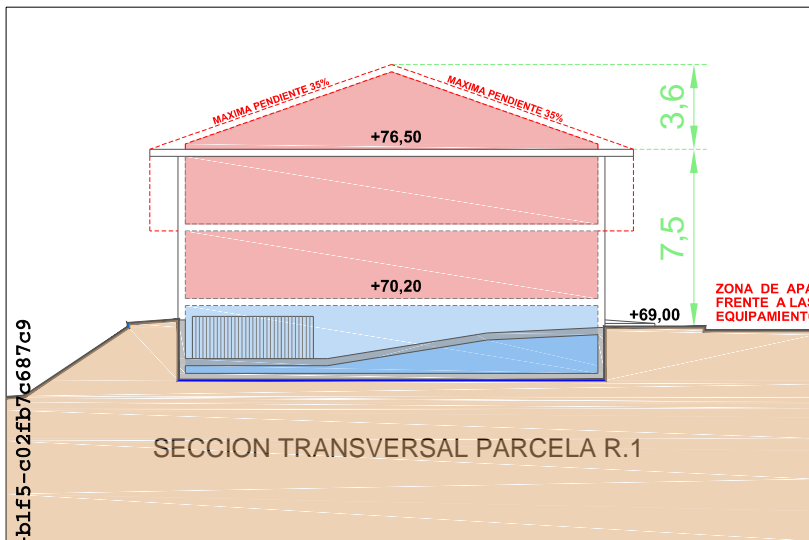 MAXIMA PENDIENTE 35%
MAXIMA PENDIENTE 35%
3,6
+76,50
7,5
+70,20
ZONA DE APA
FRENTE A LAS
EQUIPAMIENTO
+69,00
SECCION TRANSVERSAL PARCELA R.1
-b1f5-c02fb7c687c9